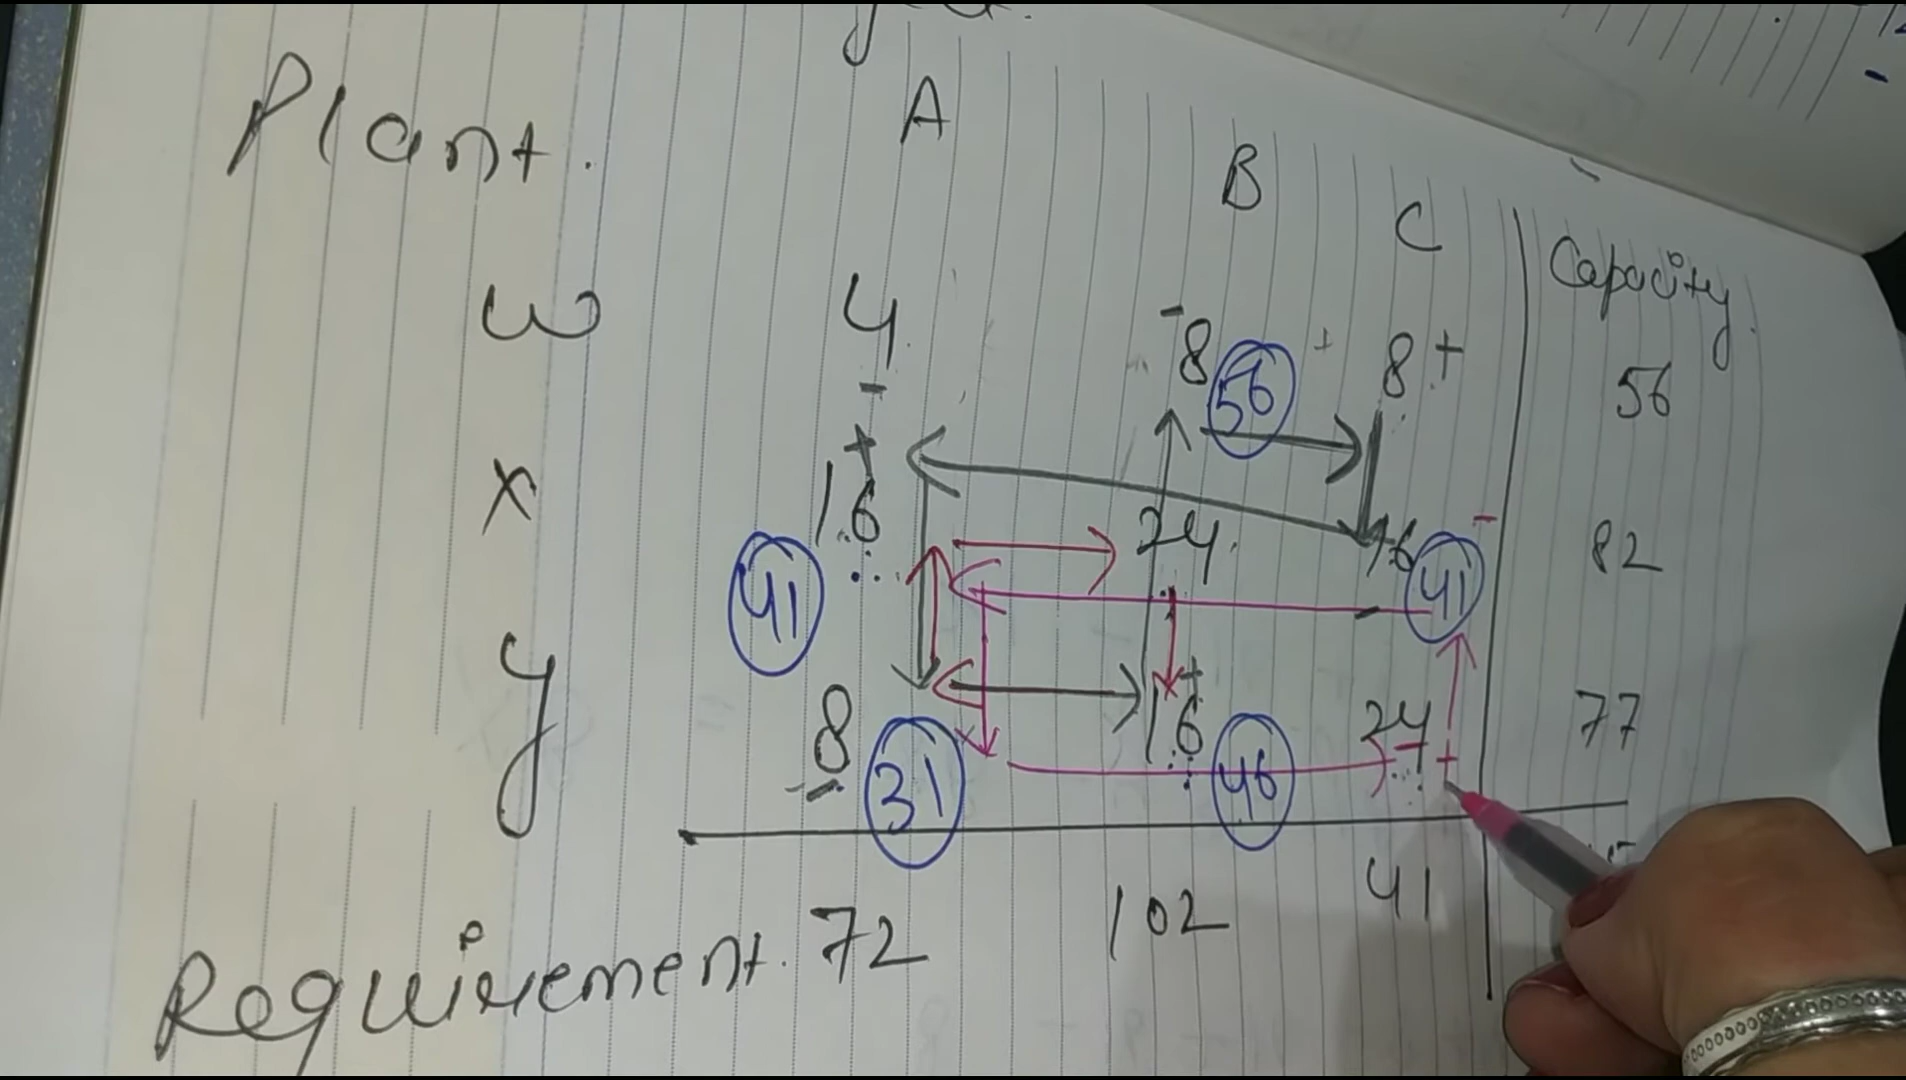 Plant. A B C Capacity
w 4 8 56 8 56
x 16 41 24 16 41 82
y 8 31 16 46 24 77
Requirement. 72 102 41